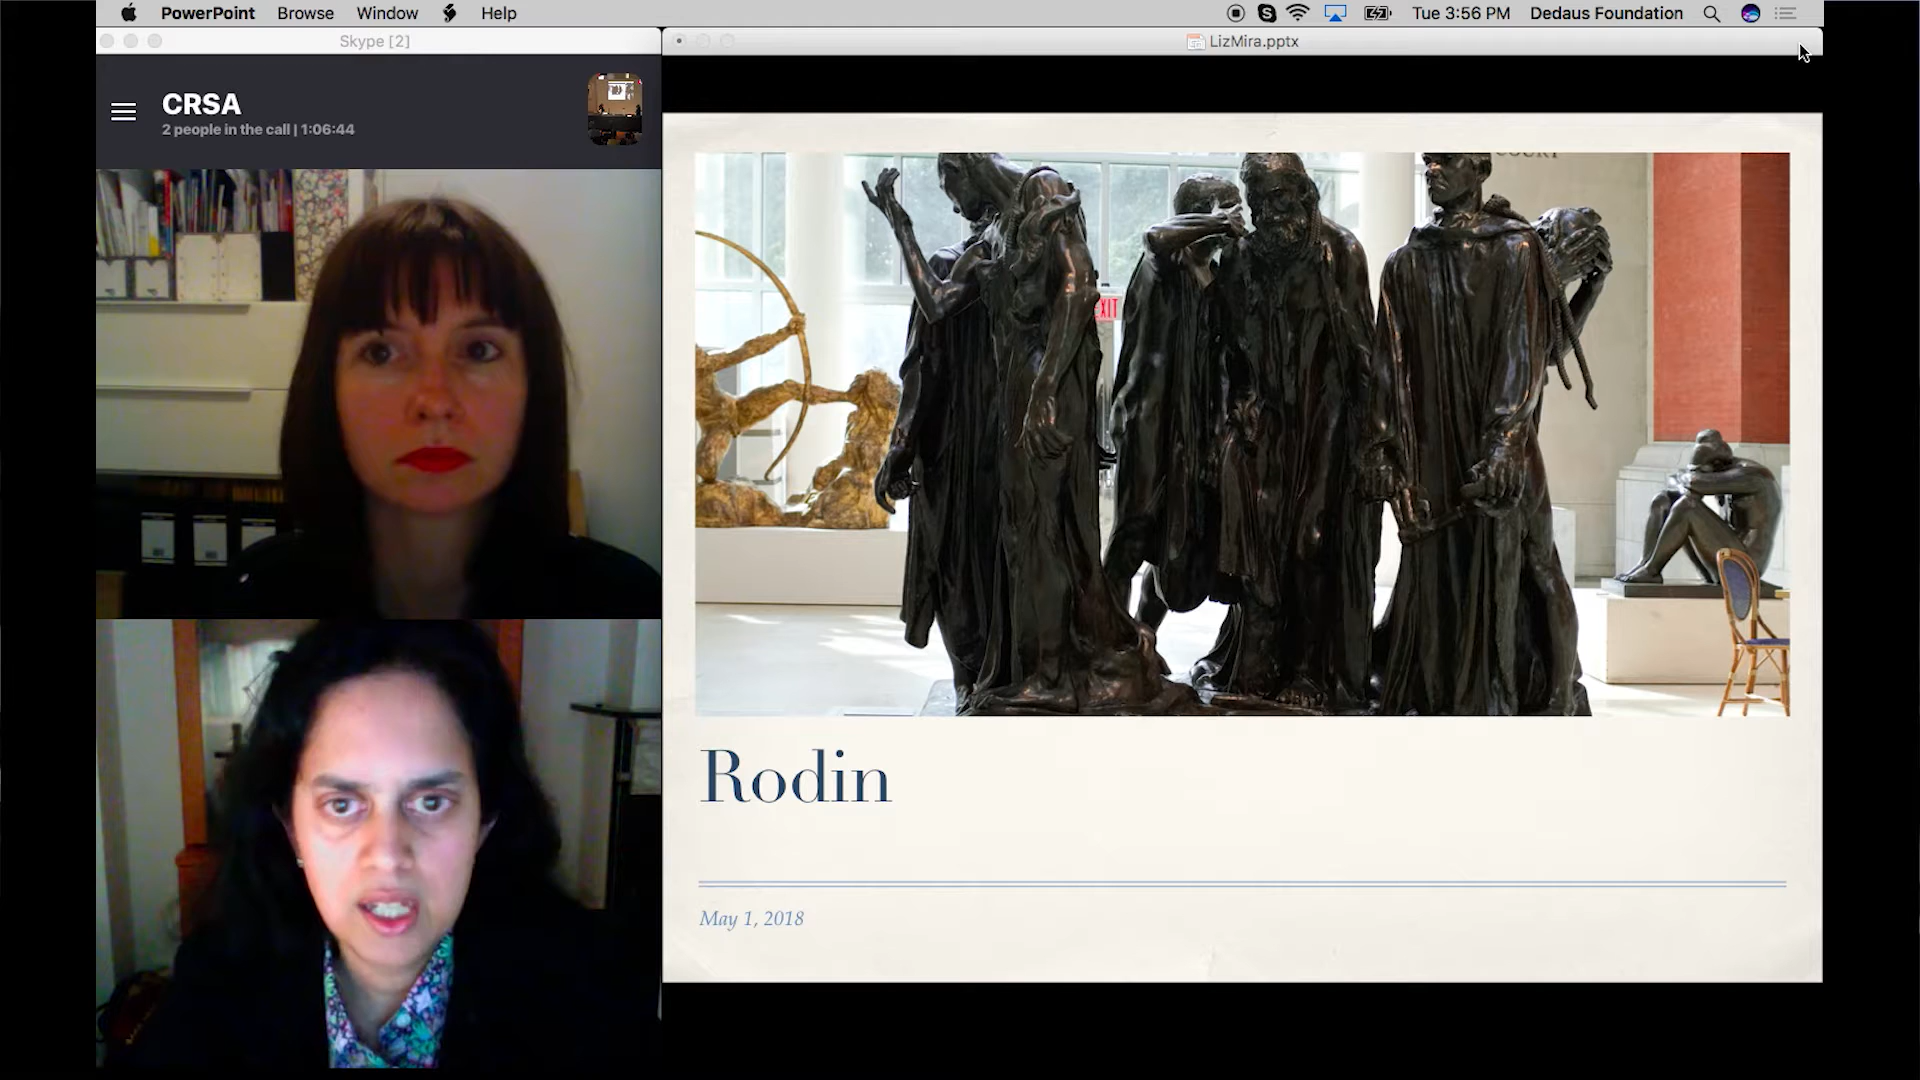 PowerPoint Browse Window Help
Tue 3:56 PM Dedaus Foundation
Skype [2]
LizMira.pptx
CRSA
2 people in the call | 1:06:44
COURT
EXIT
Rodin
May 1, 2018